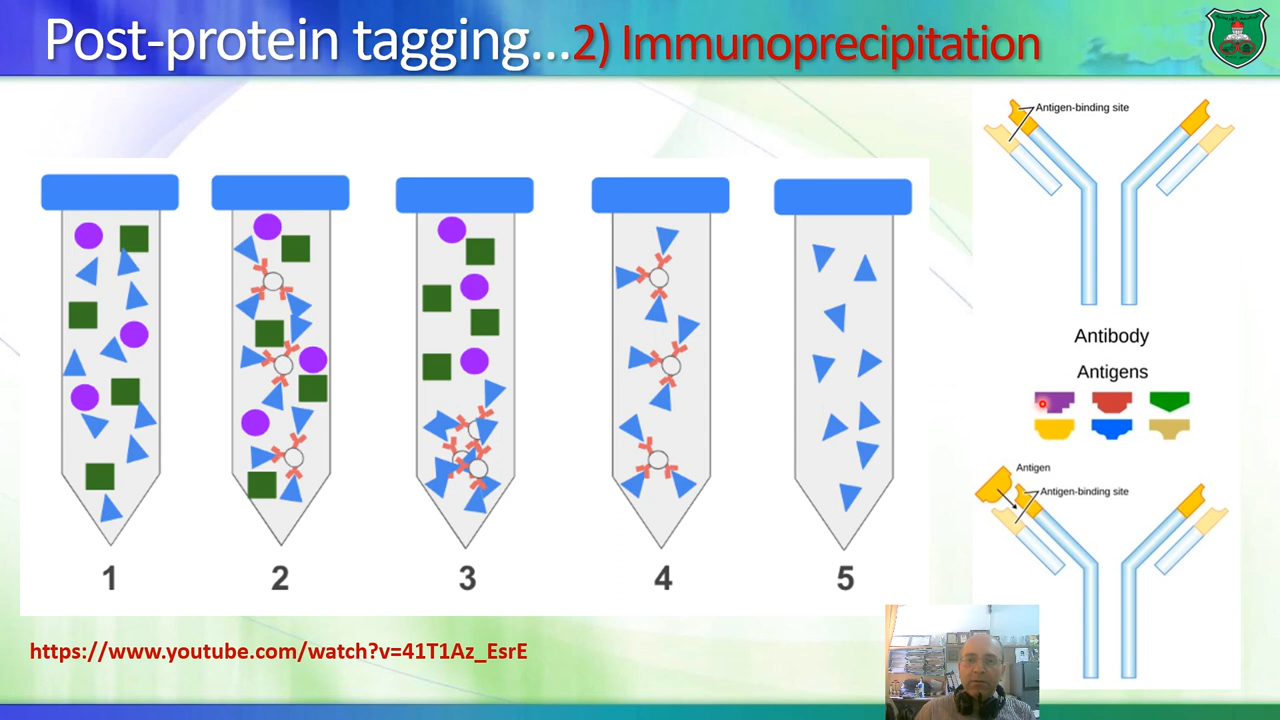 Post-protein tagging...2) Immunoprecipitation
1
2
3
4
5
https://www.youtube.com/watch?v=41T1Az_EsrE
Antigen-binding site
Antibody
Antigens
Antigen
Antigen-binding site